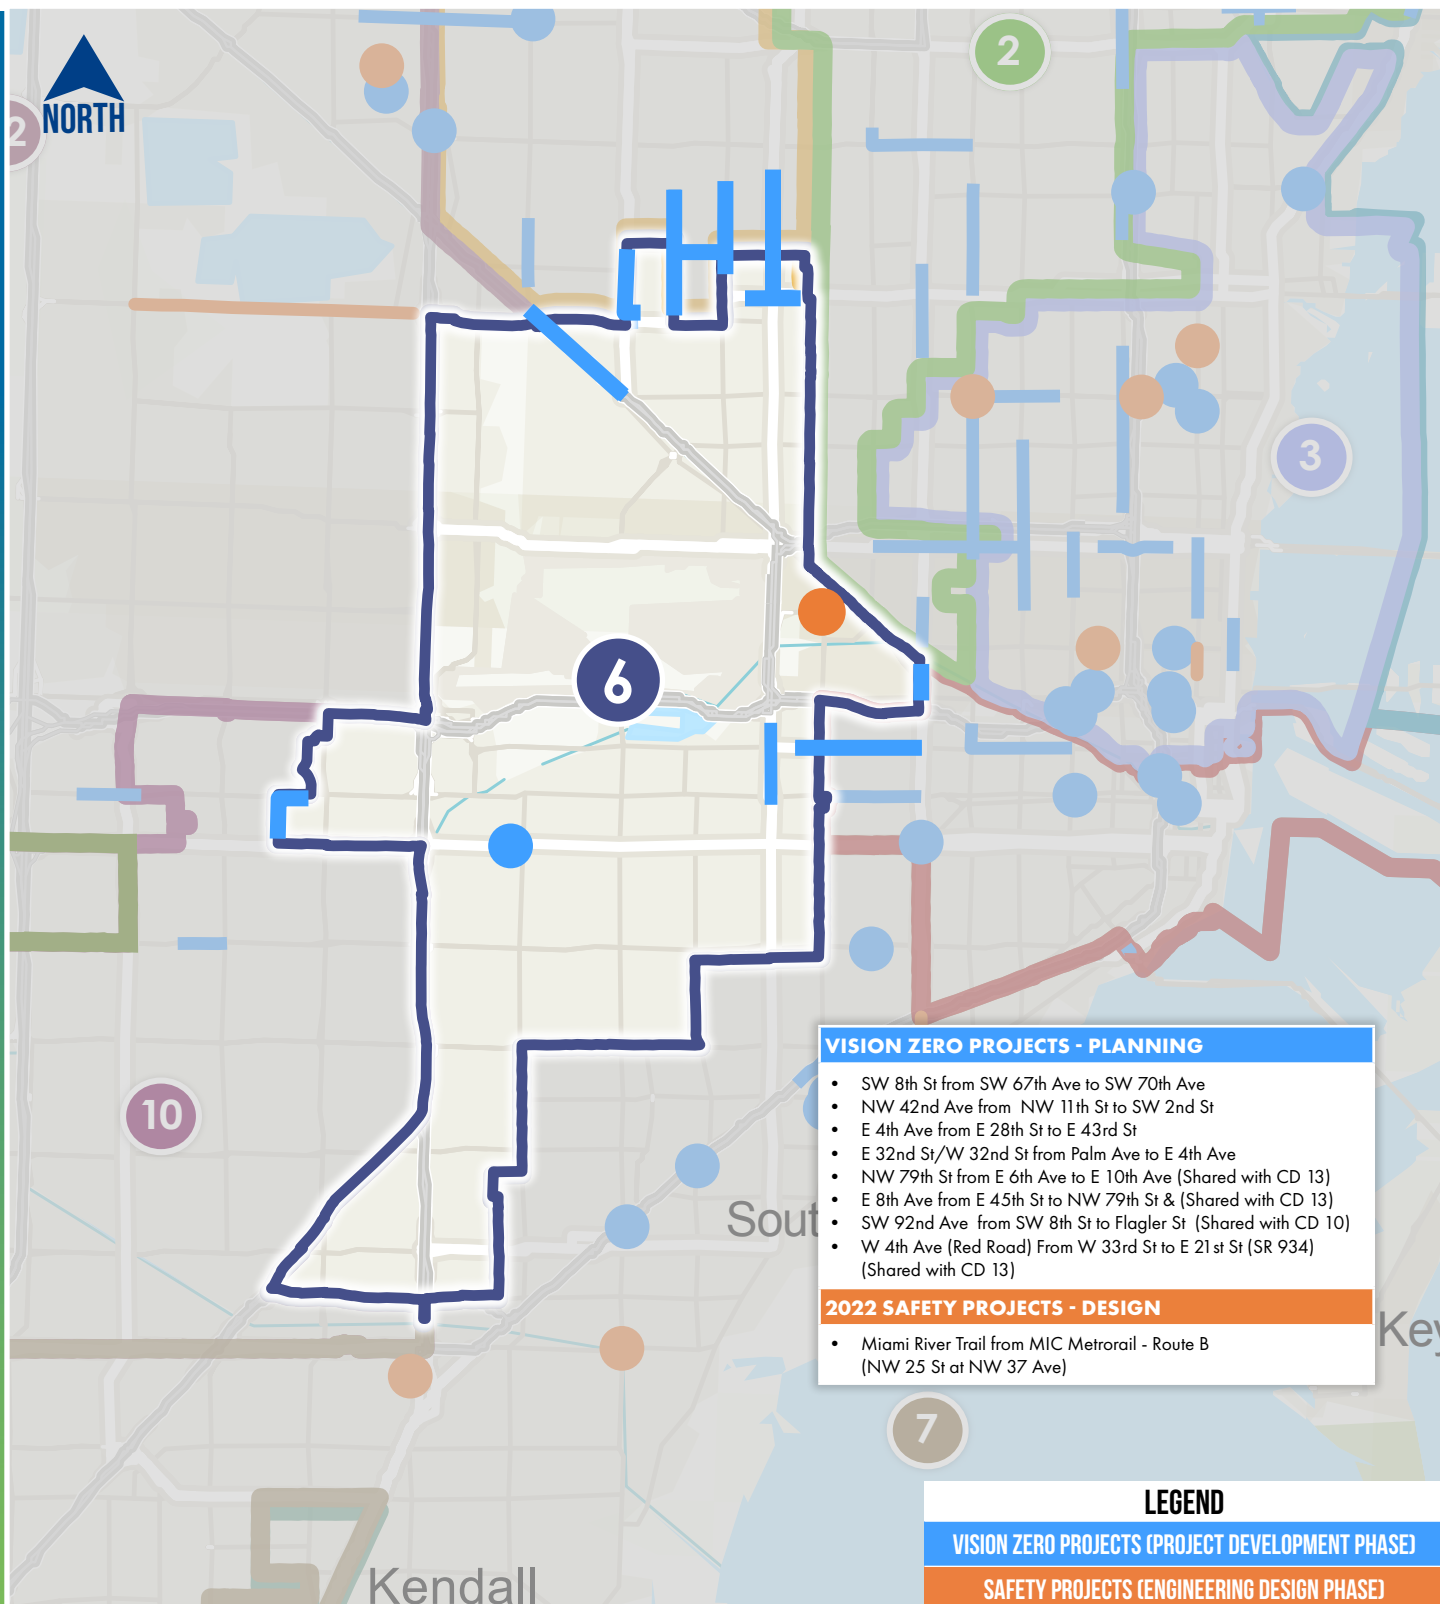 2
NORTH
2
3
6
10
VISION ZERO PROJECTS - PLANNING
• SW 8th St from SW 67th Ave to SW 70th Ave
• NW 42nd Ave from NW 11th St to SW 2nd St
• E 4th Ave from E 28th St to E 43rd St
• E 32nd St/W 32nd St from Palm Ave to E 4th Ave
• NW 79th St from E 6th Ave to E 10th Ave (Shared with CD 13)
• E 8th Ave from E 45th St to NW 79th St & (Shared with CD 13)
• SW 92nd Ave from SW 8th St to Flagler St (Shared with CD 10)
• W 4th Ave (Red Road) From W 33rd St to E 21st St (SR 934)
(Shared with CD 13)
Sout
2022 SAFETY PROJECTS - DESIGN
• Miami River Trail from MIC Metrorail - Route B
(NW 25 St at NW 37 Ave)
Key
7
LEGEND
VISION ZERO PROJECTS (PROJECT DEVELOPMENT PHASE)
SAFETY PROJECTS (ENGINEERING DESIGN PHASE)
Kendall